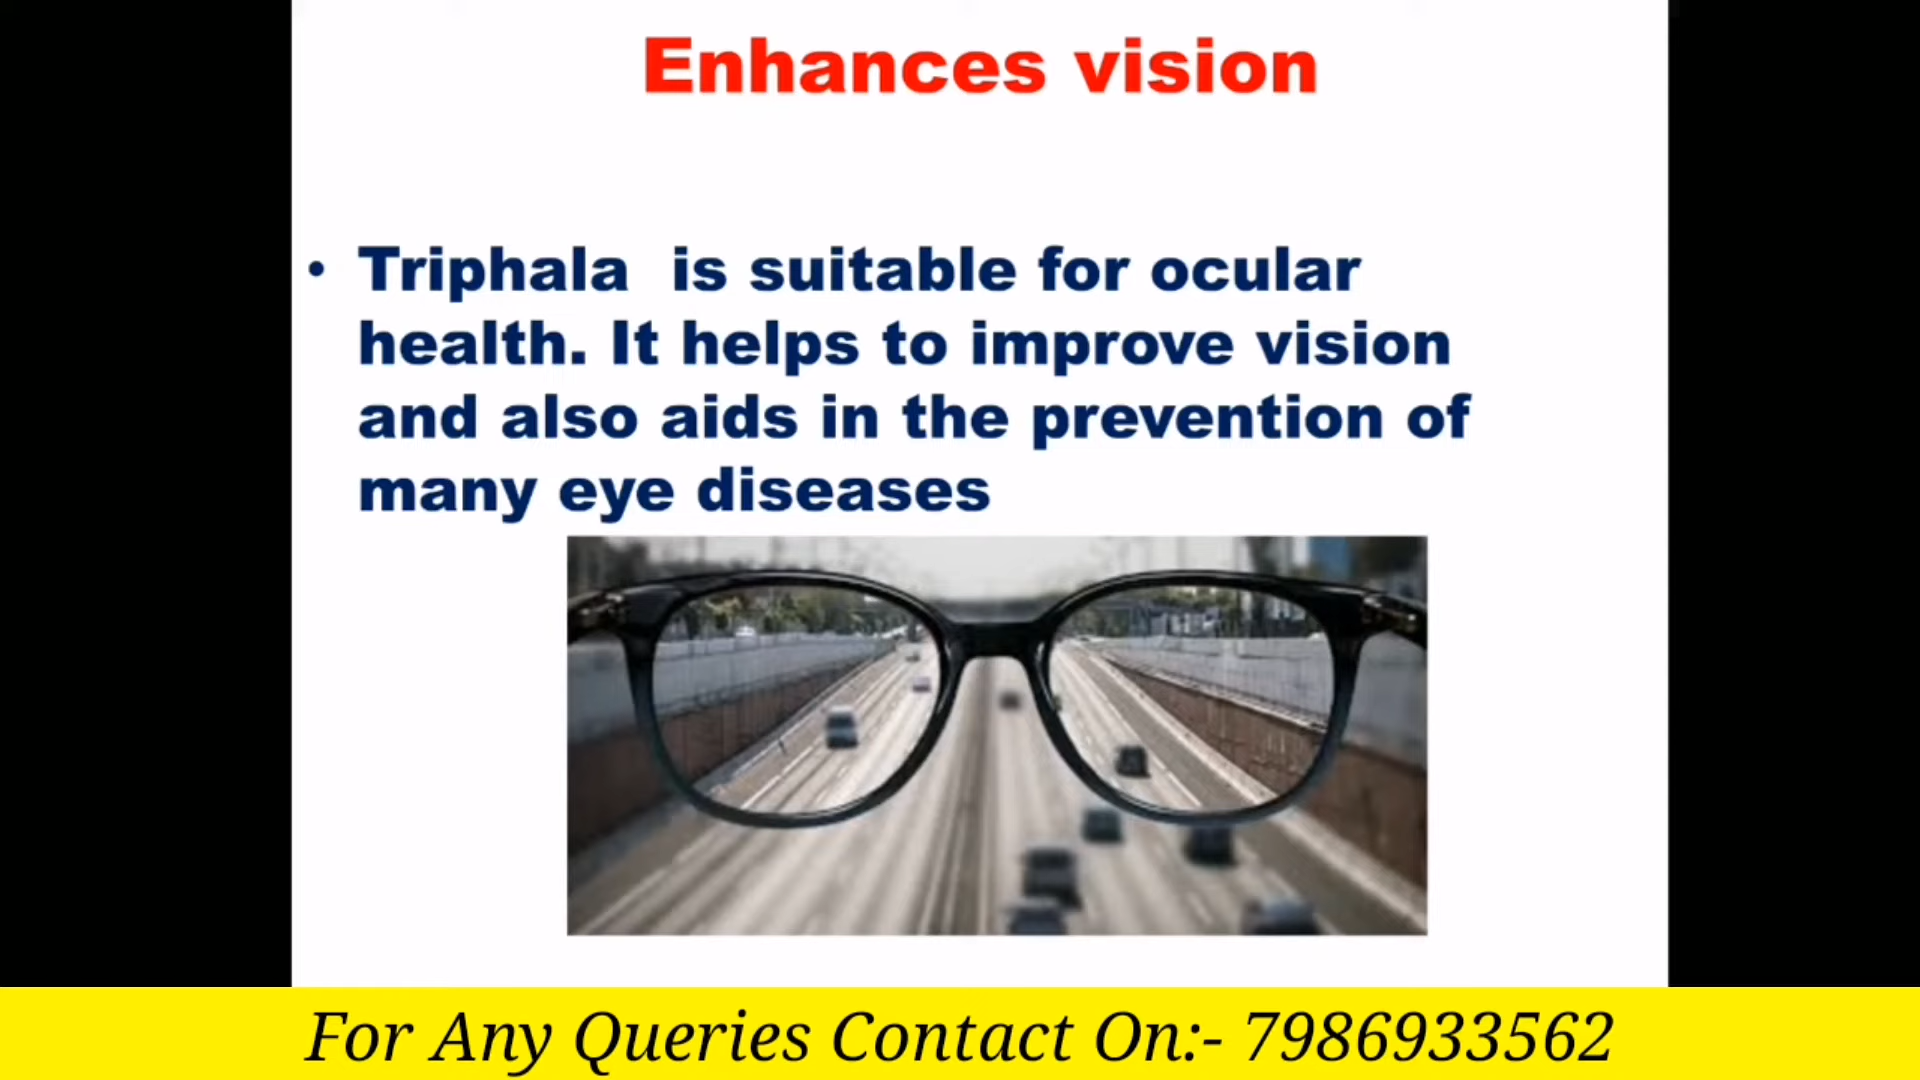 Enhances vision
• Triphala is suitable for ocular
health. It helps to improve vision
and also aids in the prevention of
many eye diseases
For Any Queries Contact On:- 7986933562